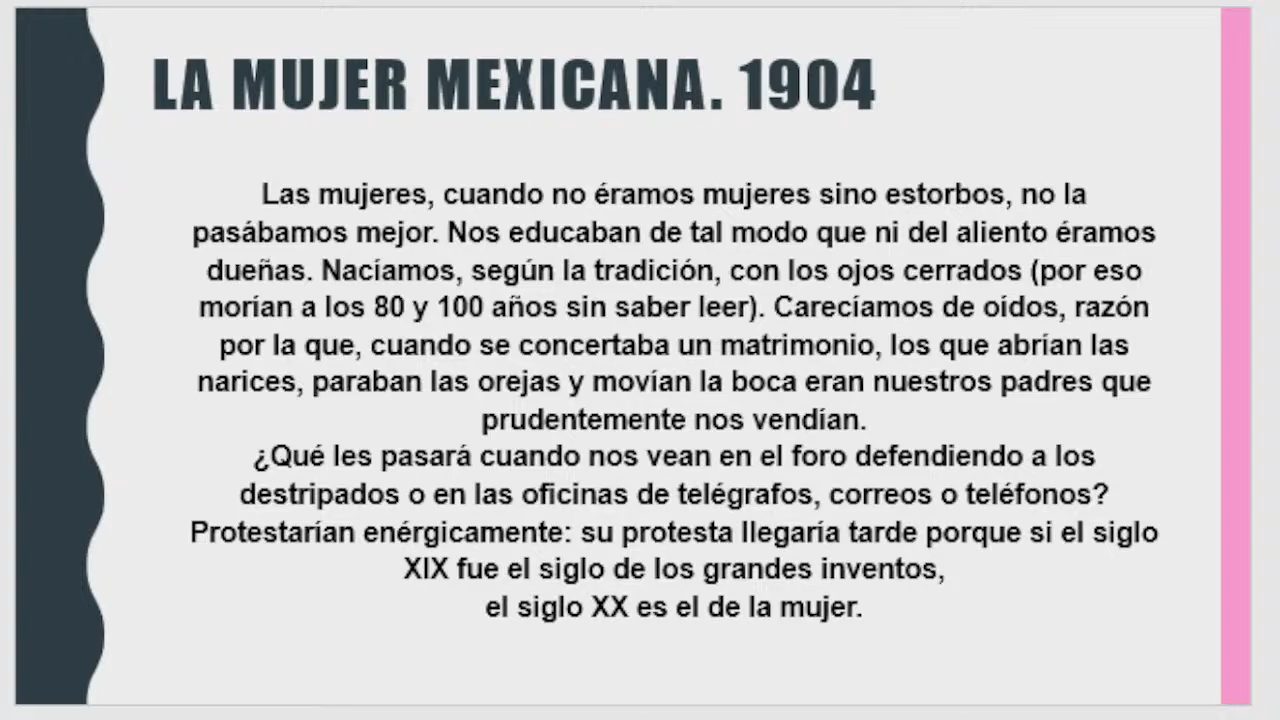 LA MUJER MEXICANA. 1904
Las mujeres, cuando no éramos mujeres sino estorbos, no la
pasábamos mejor. Nos educaban de tal modo que ni del aliento éramos
dueñas. Nacíamos, según la tradición, con los ojos cerrados (por eso
morían a los 80 y 100 años sin saber leer). Carecíamos de oídos, razón
por la que, cuando se concertaba un matrimonio, los que abrían las
narices, paraban las orejas y movían la boca eran nuestros padres que
prudentemente nos vendían.
¿Qué les pasará cuando nos vean en el foro defendiendo a los
destripados o en las oficinas de telégrafos, correos o teléfonos?
Protestarían enérgicamente: su protesta llegaría tarde porque si el siglo
XIX fue el siglo de los grandes inventos,
el siglo XX es el de la mujer.